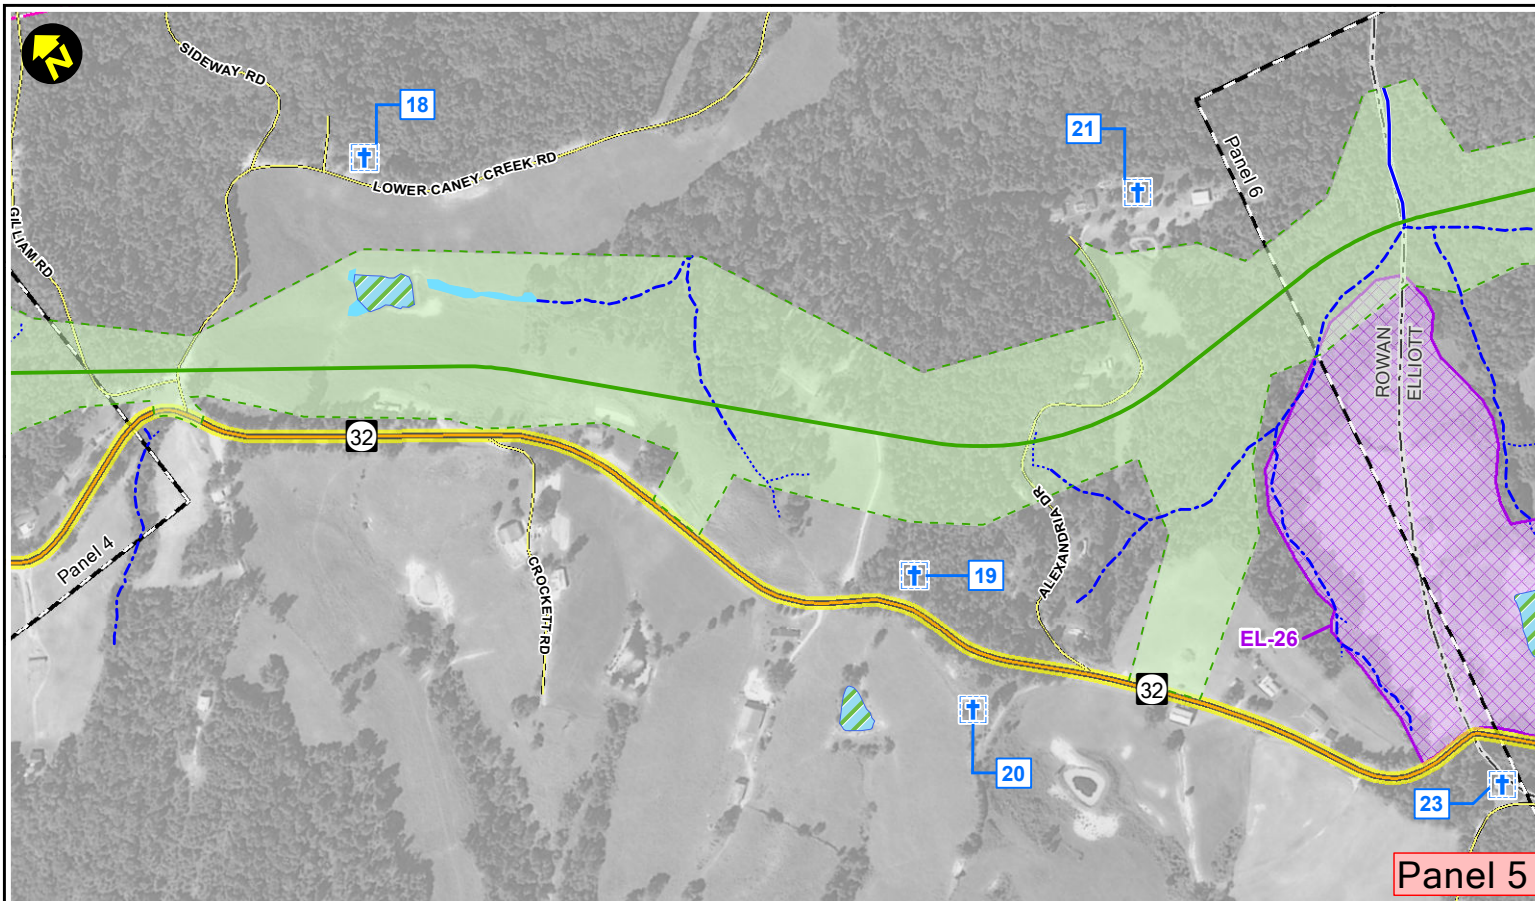 N
SIDEWAY RD
18
LOWER CANEY CREEK RD
21
Panel 6
GILLIAM RD
ROWAN
ELLIOTT
32
Panel 4
CROCKETT RD
ALEXANDRIA DR
19
EL-26
32
20
23
Panel 5